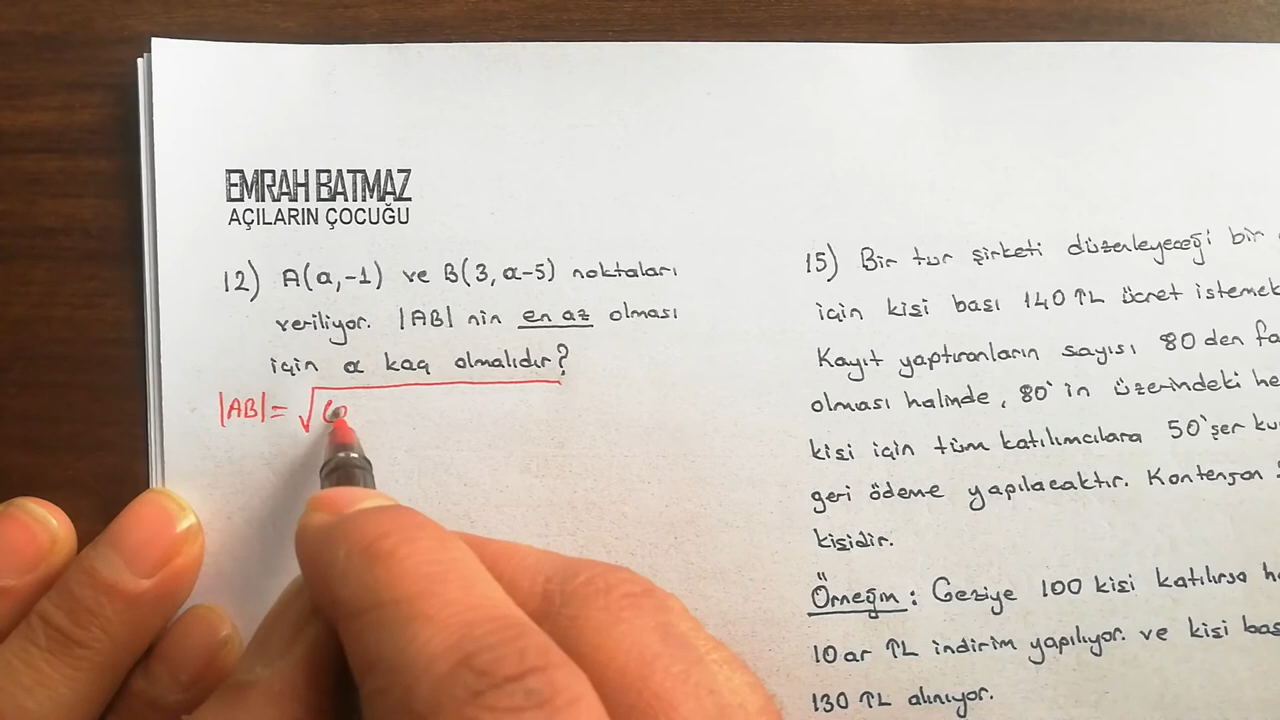 EMRAH BATMAZ
AÇILARIN ÇOCUĞU
12) A(a,-1) ve B(3, a-5) noktaları
veriliyor. |AB| nin en az olması
için a kaç olmalıdır?
|AB| = √(a
15) Bir tur şirketi düzenleyeceği bir
için kişi başı 140 TL ücret istemek
Kayıt yaptıranların sayısı 80 den fa
olması halinde, 80'in üzerindeki he
kişi için tüm katılımcılara 50'şer ku
geri ödeme yapılacaktır. Kontenjan
kişidir.
Örneğin: Geziye 100 kişi katılırsa he
10 ar TL indirim yapılıyor. ve kişi baş
130 TL alınıyor.